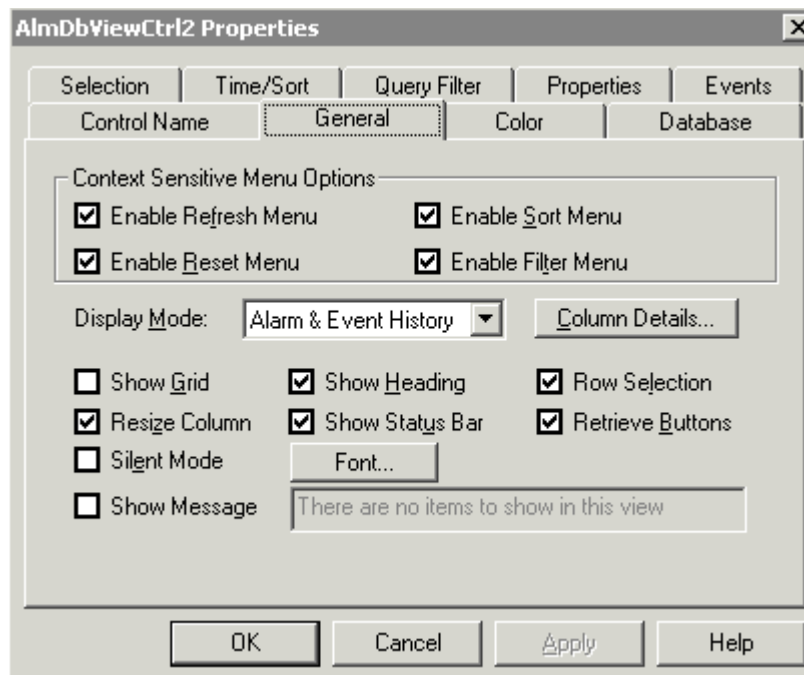 AlmDbViewCtrl2 Properties
Selection Time/Sort Query Filter Properties Events
Control Name General Color Database
Context Sensitive Menu Options
Enable Refresh Menu Enable Sort Menu
Enable Reset Menu Enable Filter Menu
Display Mode: Alarm & Event History Column Details...
Show Grid Show Heading Row Selection
Resize Column Show Status Bar Retrieve Buttons
Silent Mode Font...
Show Message There are no items to show in this view
OK Cancel Apply Help